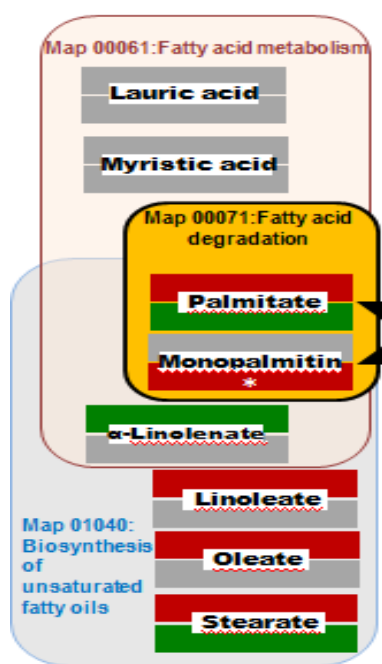 Map 00061:Fatty acid metabolism
Lauric acid
Myristic acid
Map 00071:Fatty acid
degradation
Palmitate
Monopalmitin
*
α-Linolenate
Linoleate
Map 01040:
Biosynthesis
of
unsaturated
fatty oils
Oleate
Stearate